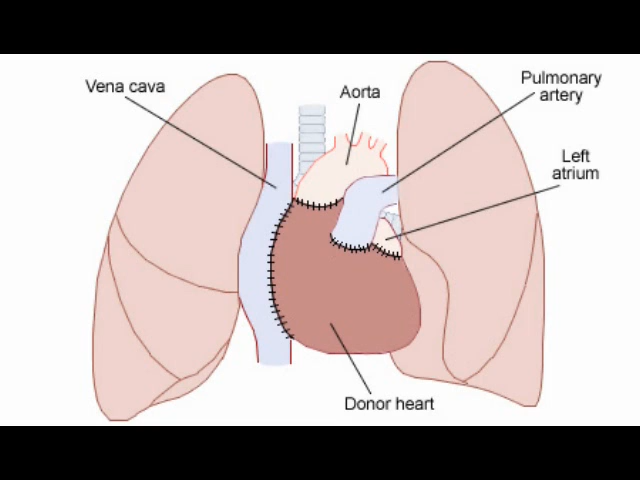 Vena cava
Aorta
Pulmonary
artery
Left
atrium
Donor heart